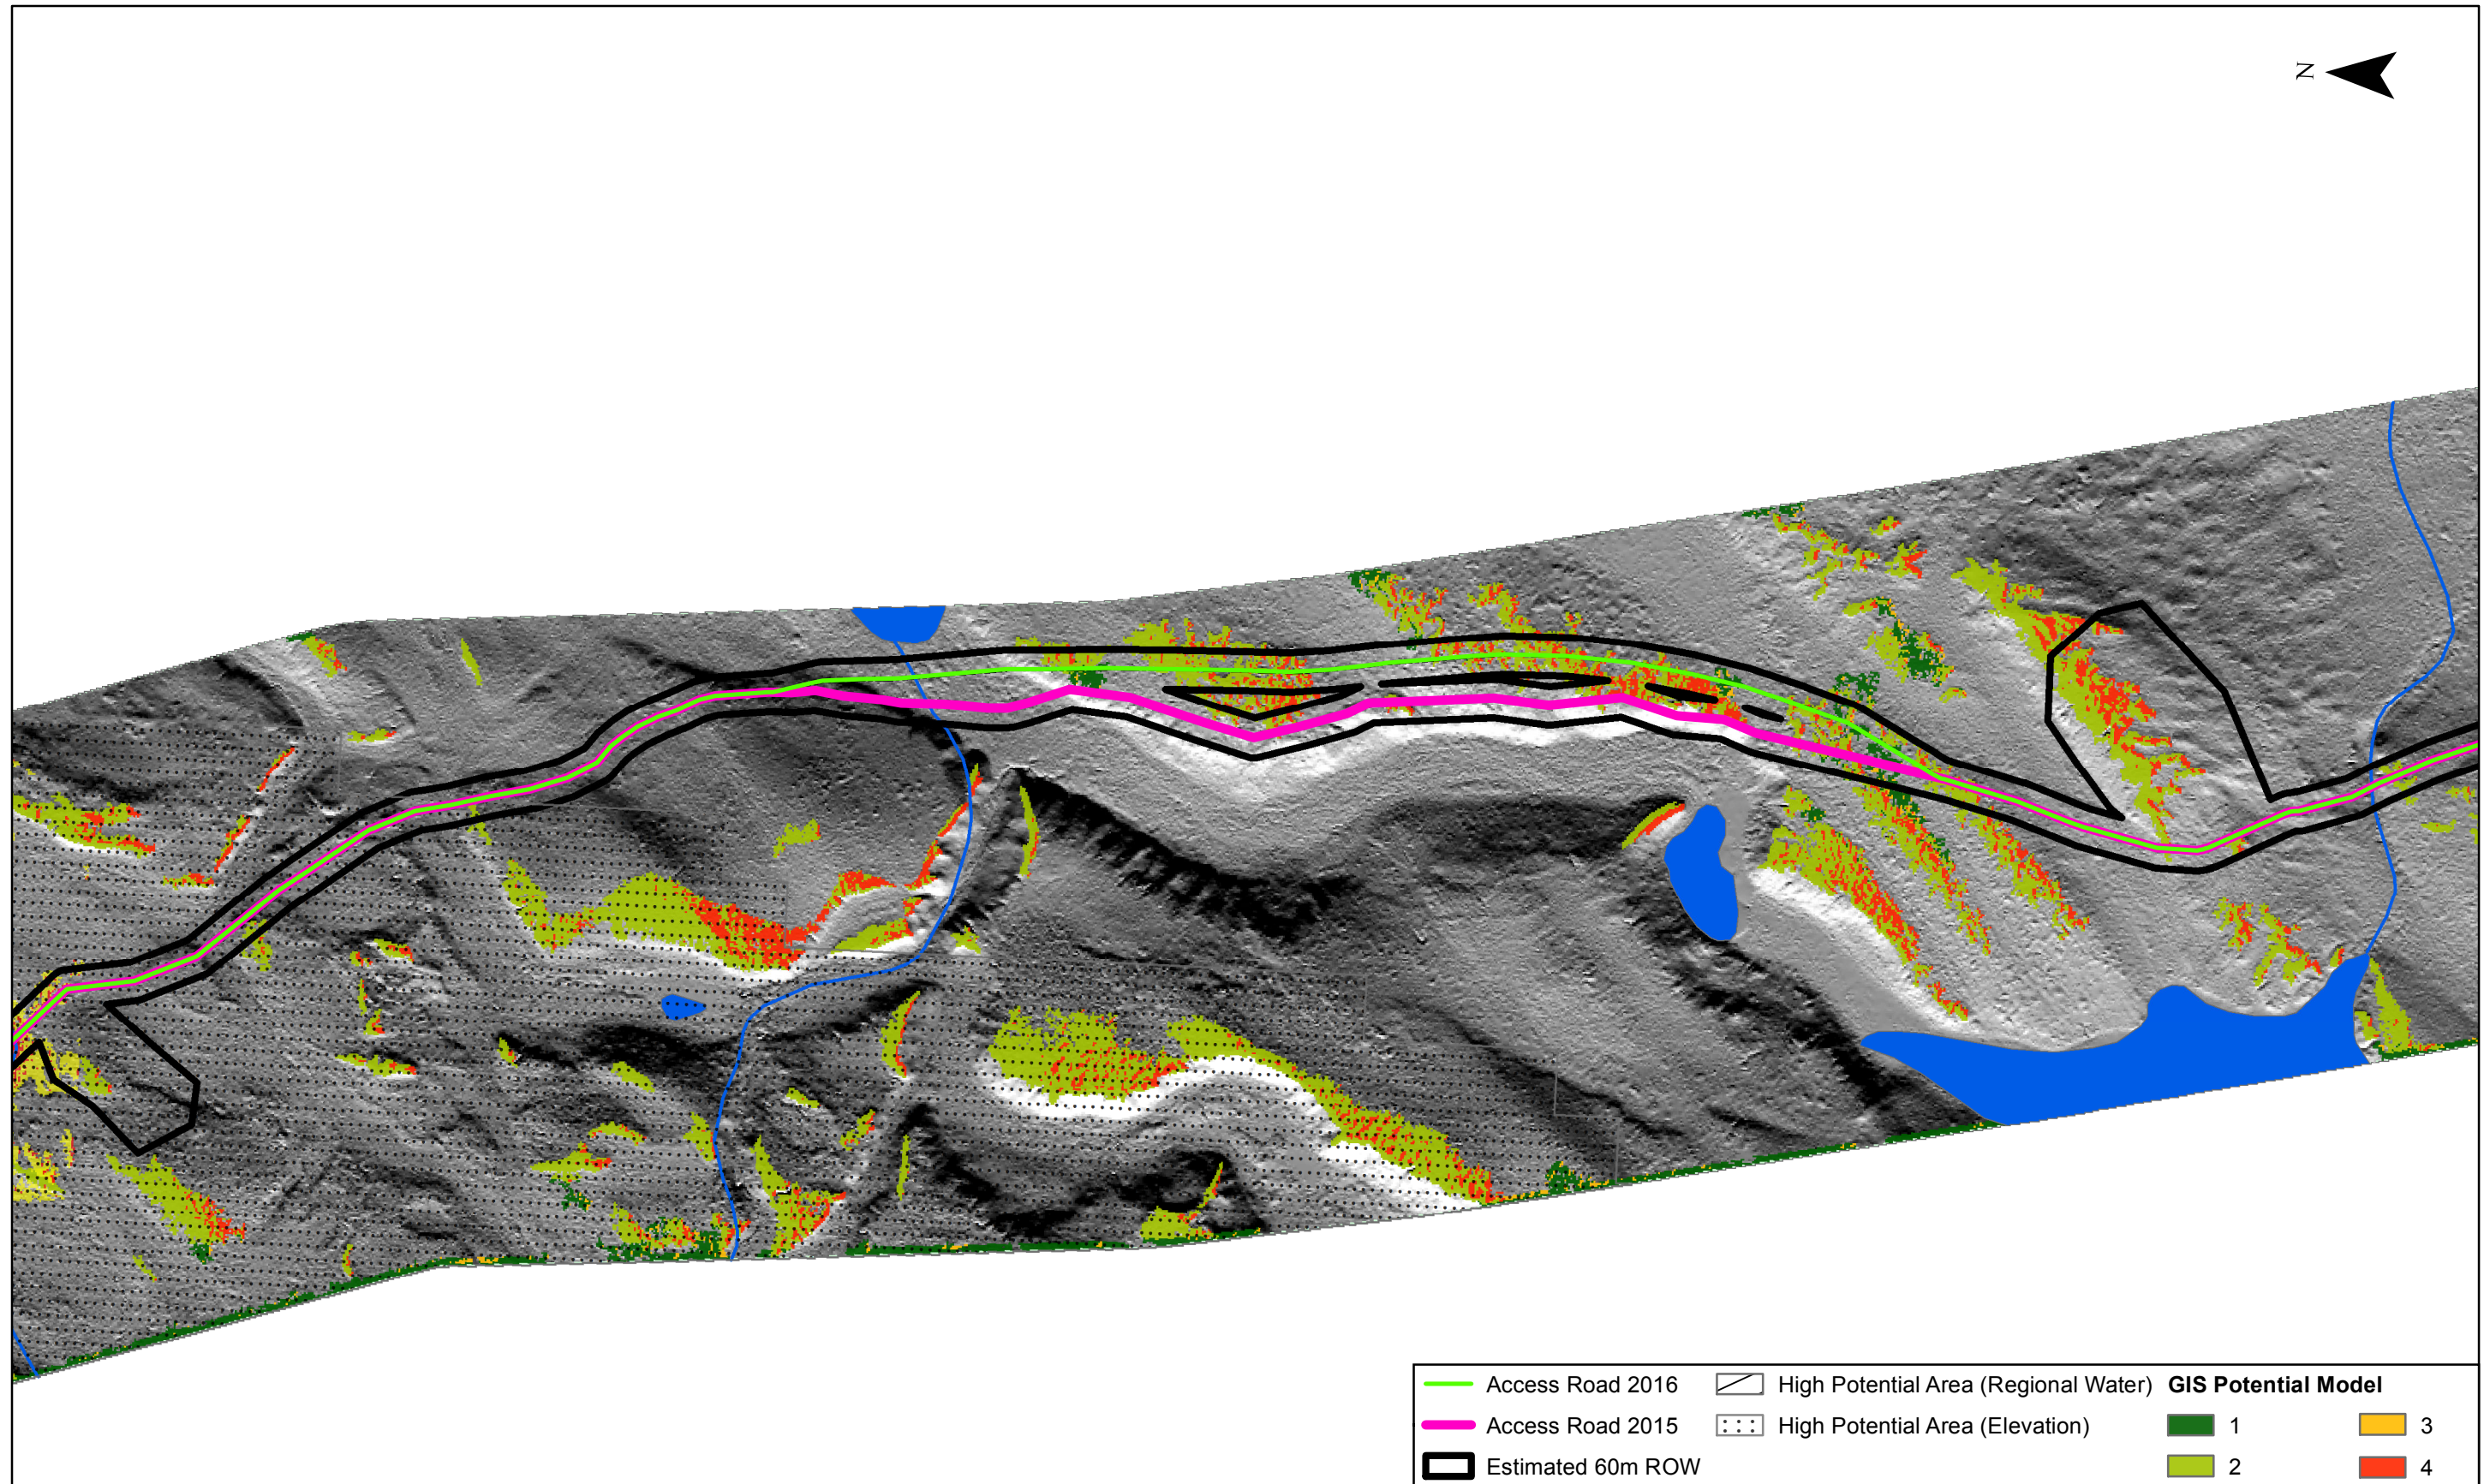 N
Access Road 2016
High Potential Area (Regional Water)
GIS Potential Model
Access Road 2015
High Potential Area (Elevation)
1
3
Estimated 60m ROW
2
4